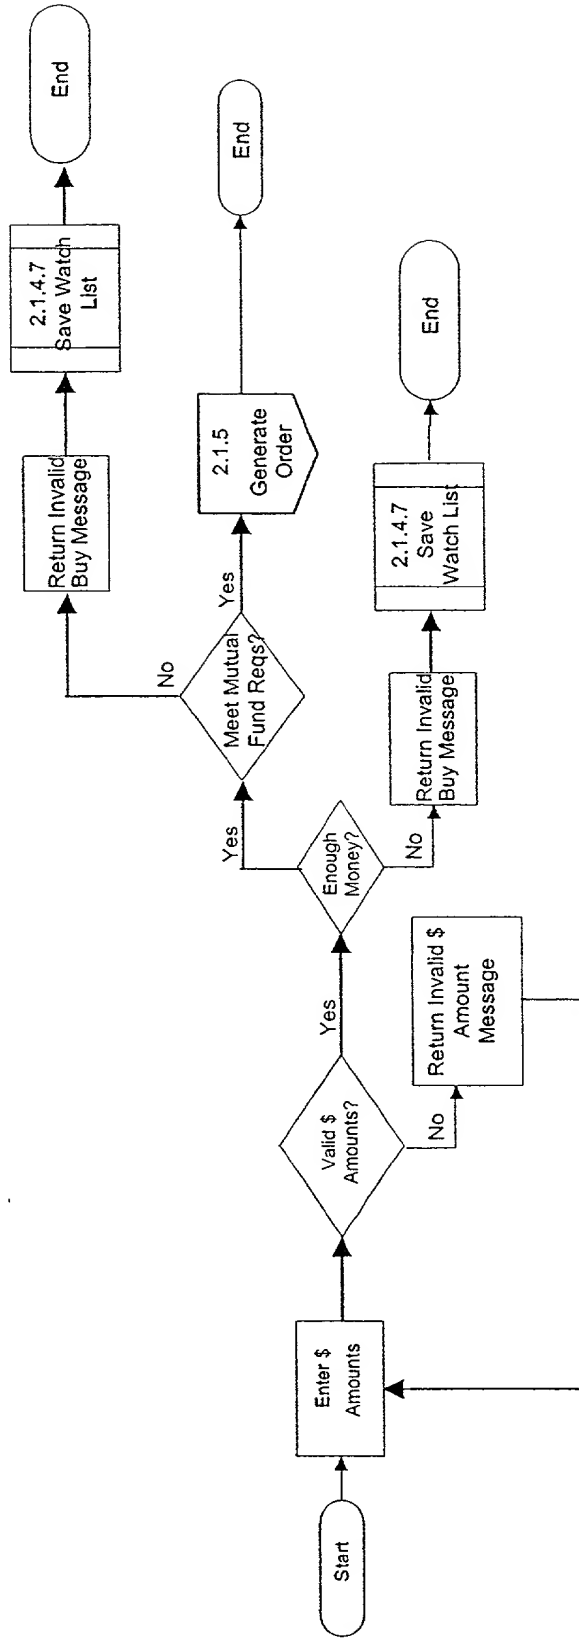 Start
Enter $
Amounts
Valid $
Amounts?
Yes
No
Return Invalid $
Amount
Message
Enough
Money?
Yes
No
Meet Mutual
Fund Reqs?
No
Yes
Return Invalid
Buy Message
2.1.4.7
Save Watch
List
End
2.1.5
Generate
Order
End
Return Invalid
Buy Message
2.1.4.7
Save
Watch List
End